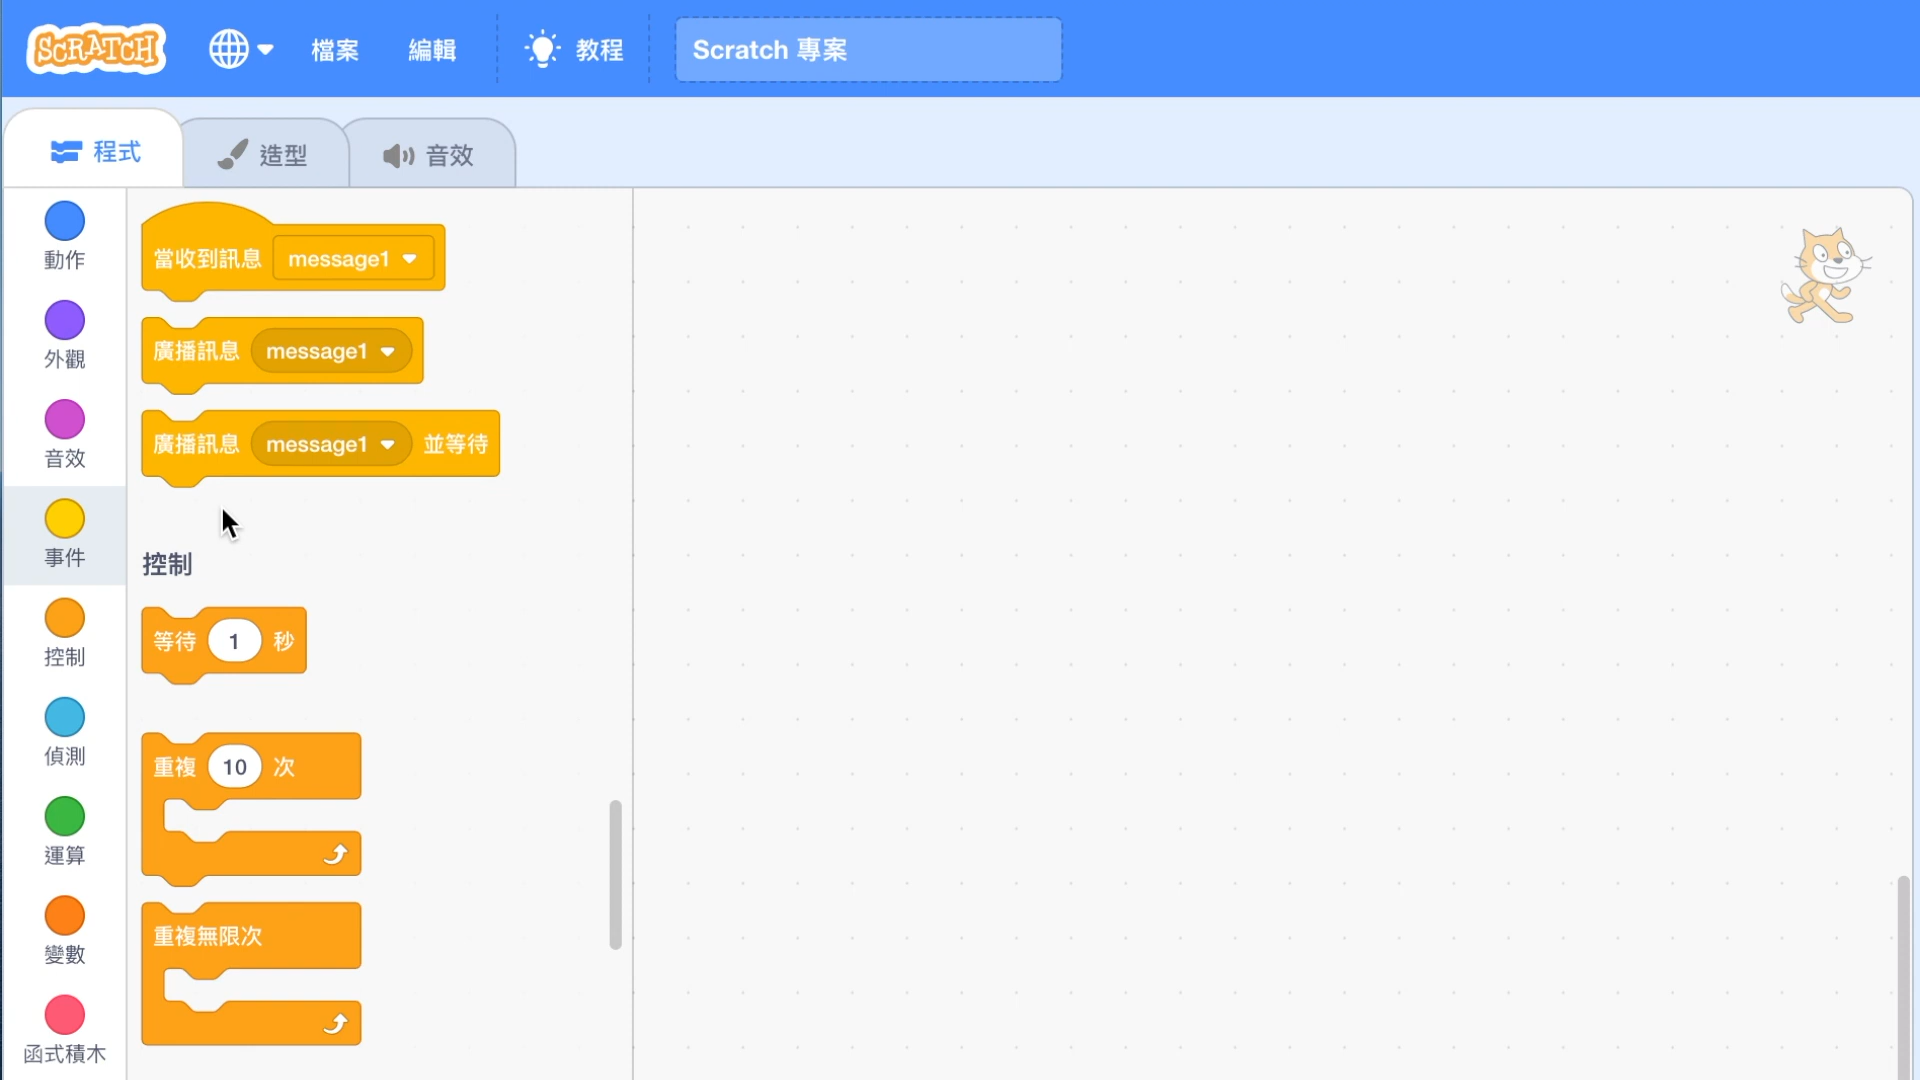 SCRATCH 檔案 編輯 教程 Scratch 專案
程式 造型 音效
動作
外觀
音效
事件
控制
偵測
運算
變數
函式積木
當收到訊息 message1
廣播訊息 message1
廣播訊息 message1 並等待
控制
等待 1 秒
重複 10 次
重複無限次